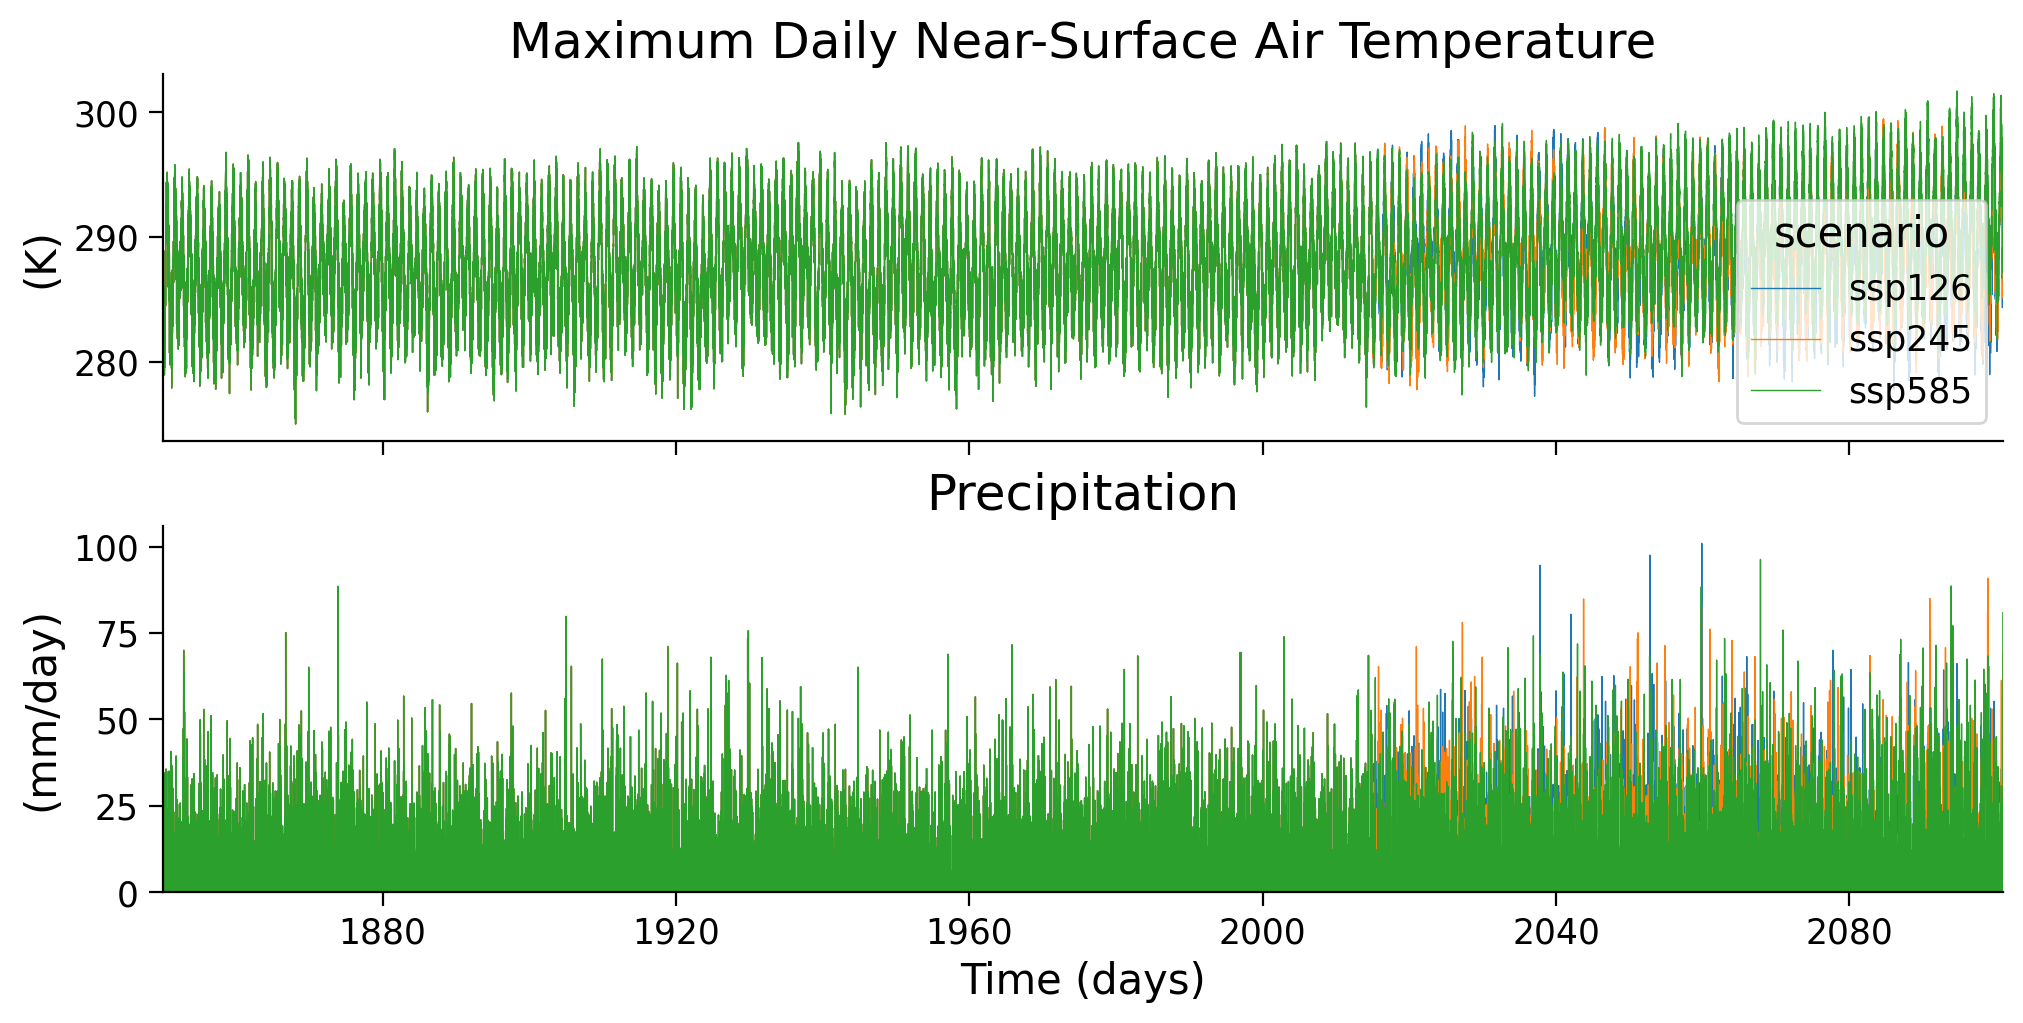 Maximum Daily Near-Surface Air Temperature
300
290
280
(K)
scenario
ssp126
ssp245
ssp585
Precipitation
100
75
50
25
0
(mm/day)
1880 1920 1960 2000 2040 2080
Time (days)